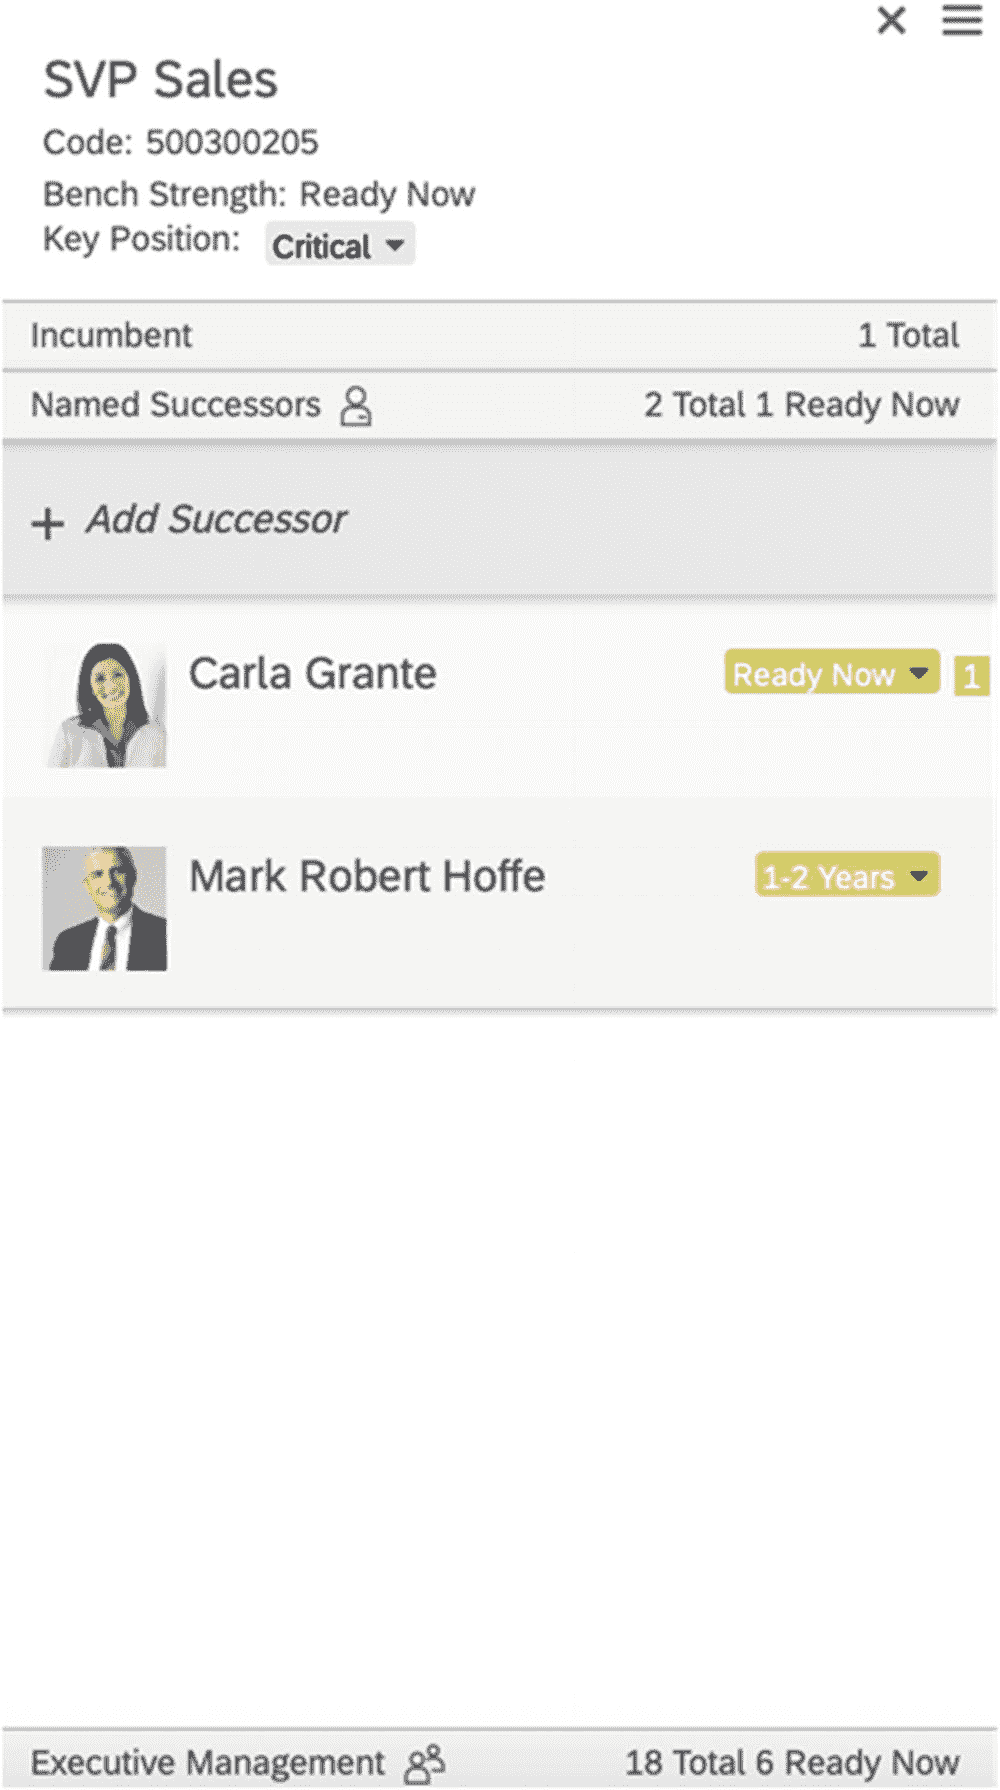 SVP Sales
Code: 500300205
Bench Strength: Ready Now
Key Position: Critical
Incumbent 1 Total
Named Successors 2 Total 1 Ready Now
+ Add Successor
Carla Grante Ready Now 1
Mark Robert Hoffe 1-2 Years
Executive Management 18 Total 6 Ready Now